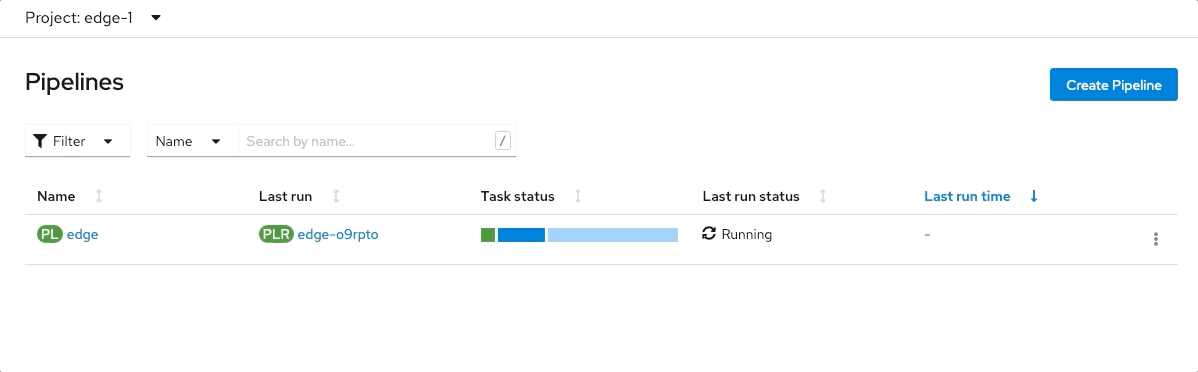 Project: edge-1
Pipelines
Create Pipeline
Filter Name Search by name... /
Name Last run Task status Last run status Last run time
PL edge PLR edge-o9rpto Running -